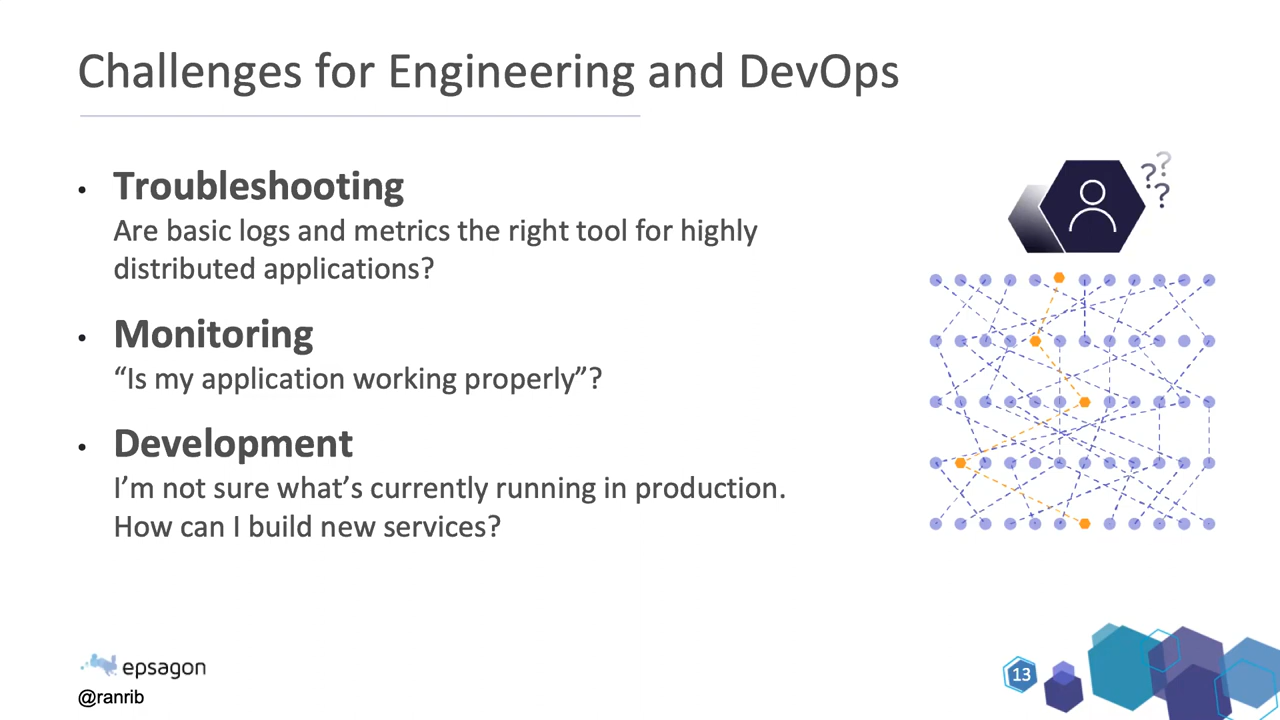 Challenges for Engineering and DevOps
• Troubleshooting
Are basic logs and metrics the right tool for highly
distributed applications?
• Monitoring
“Is my application working properly”?
• Development
I’m not sure what’s currently running in production.
How can I build new services?
???
epsagon
@ranrib
13